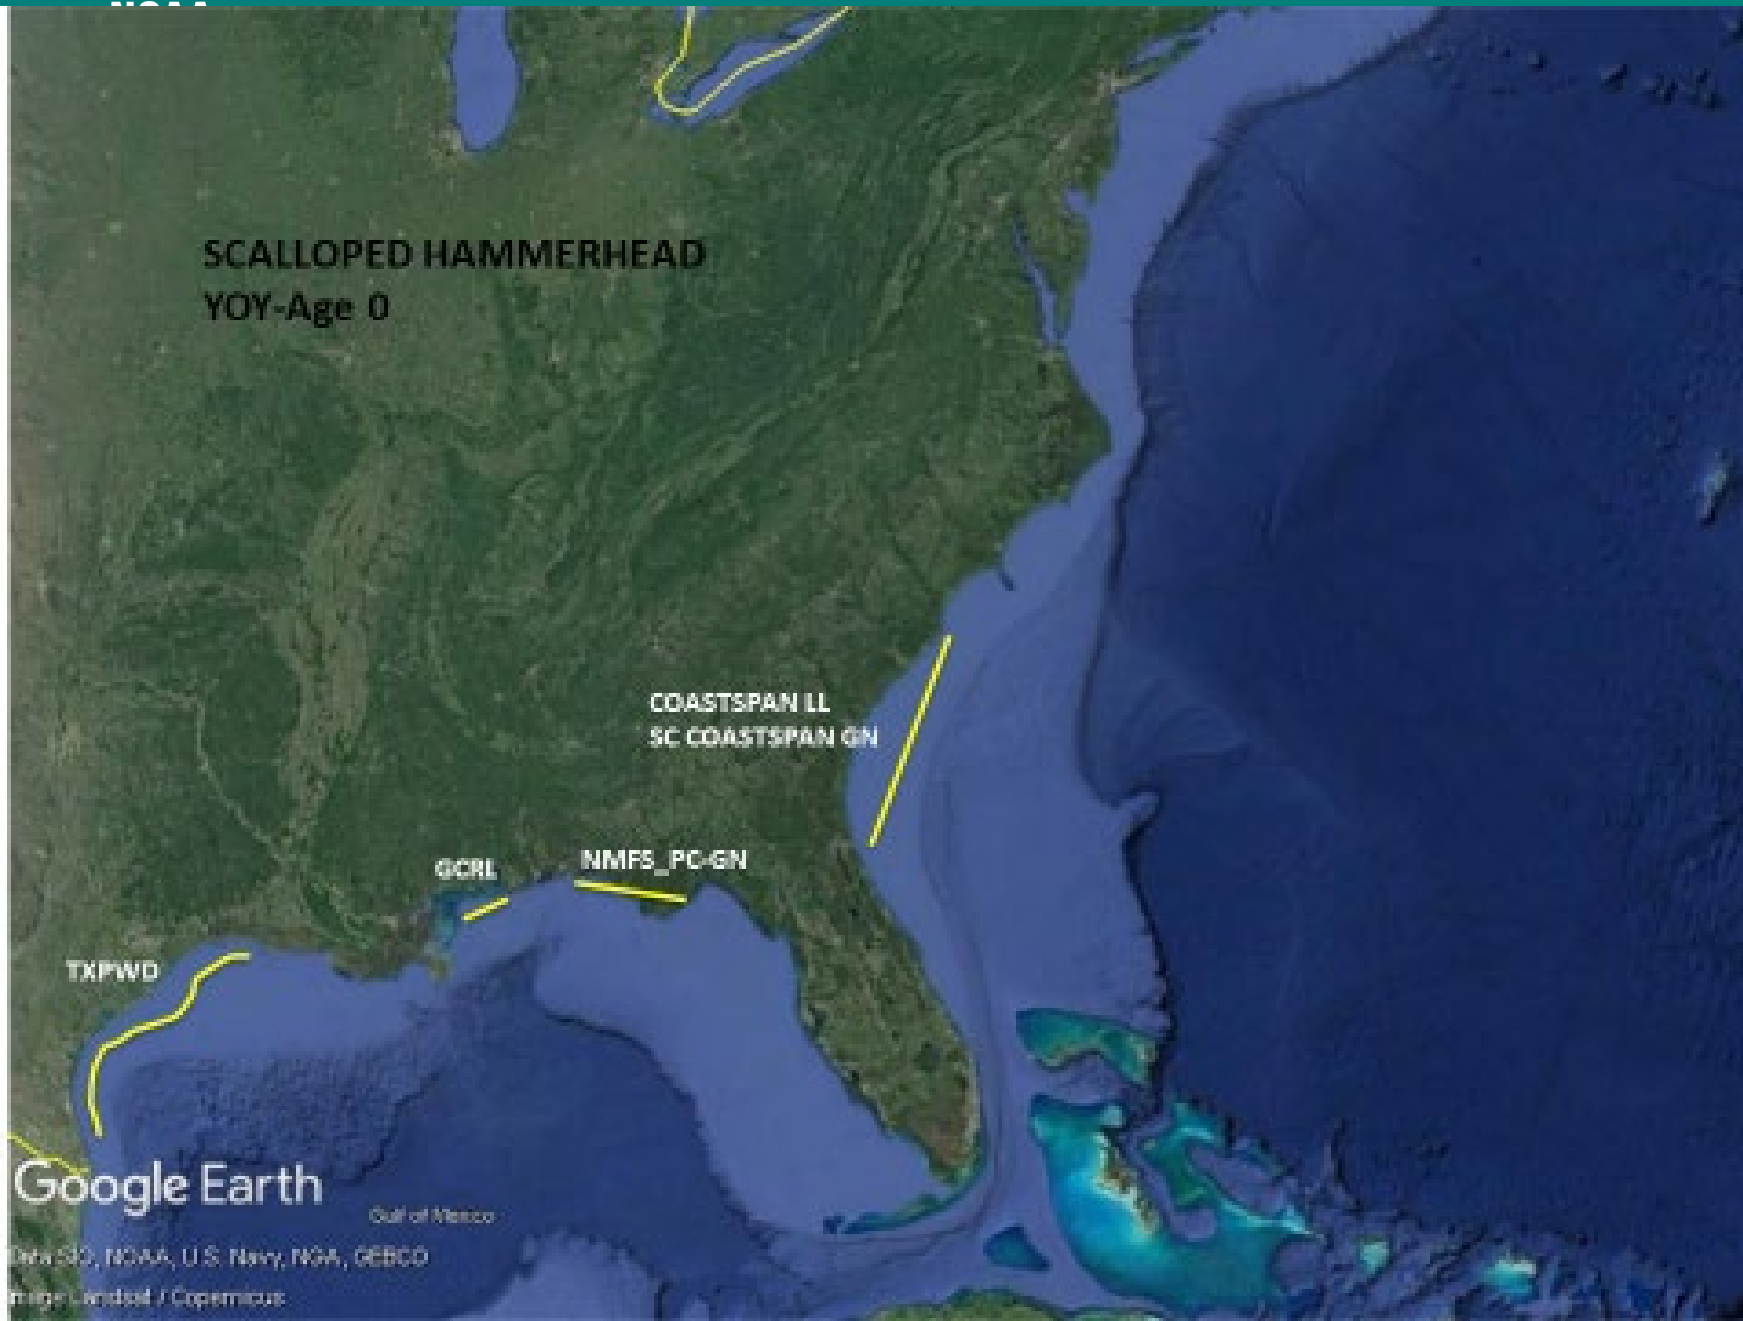 NOAA
SCALLOPED HAMMERHEAD
YOY-Age 0
COASTSPAN LL
SC COASTSPAN GN
GCRL
NMFS_PC-GN
TXPWD
Google Earth
Gulf of Mexico
Data SIO, NOAA, U.S. Navy, NGA, GEBCO
Image Landsat / Copernicus